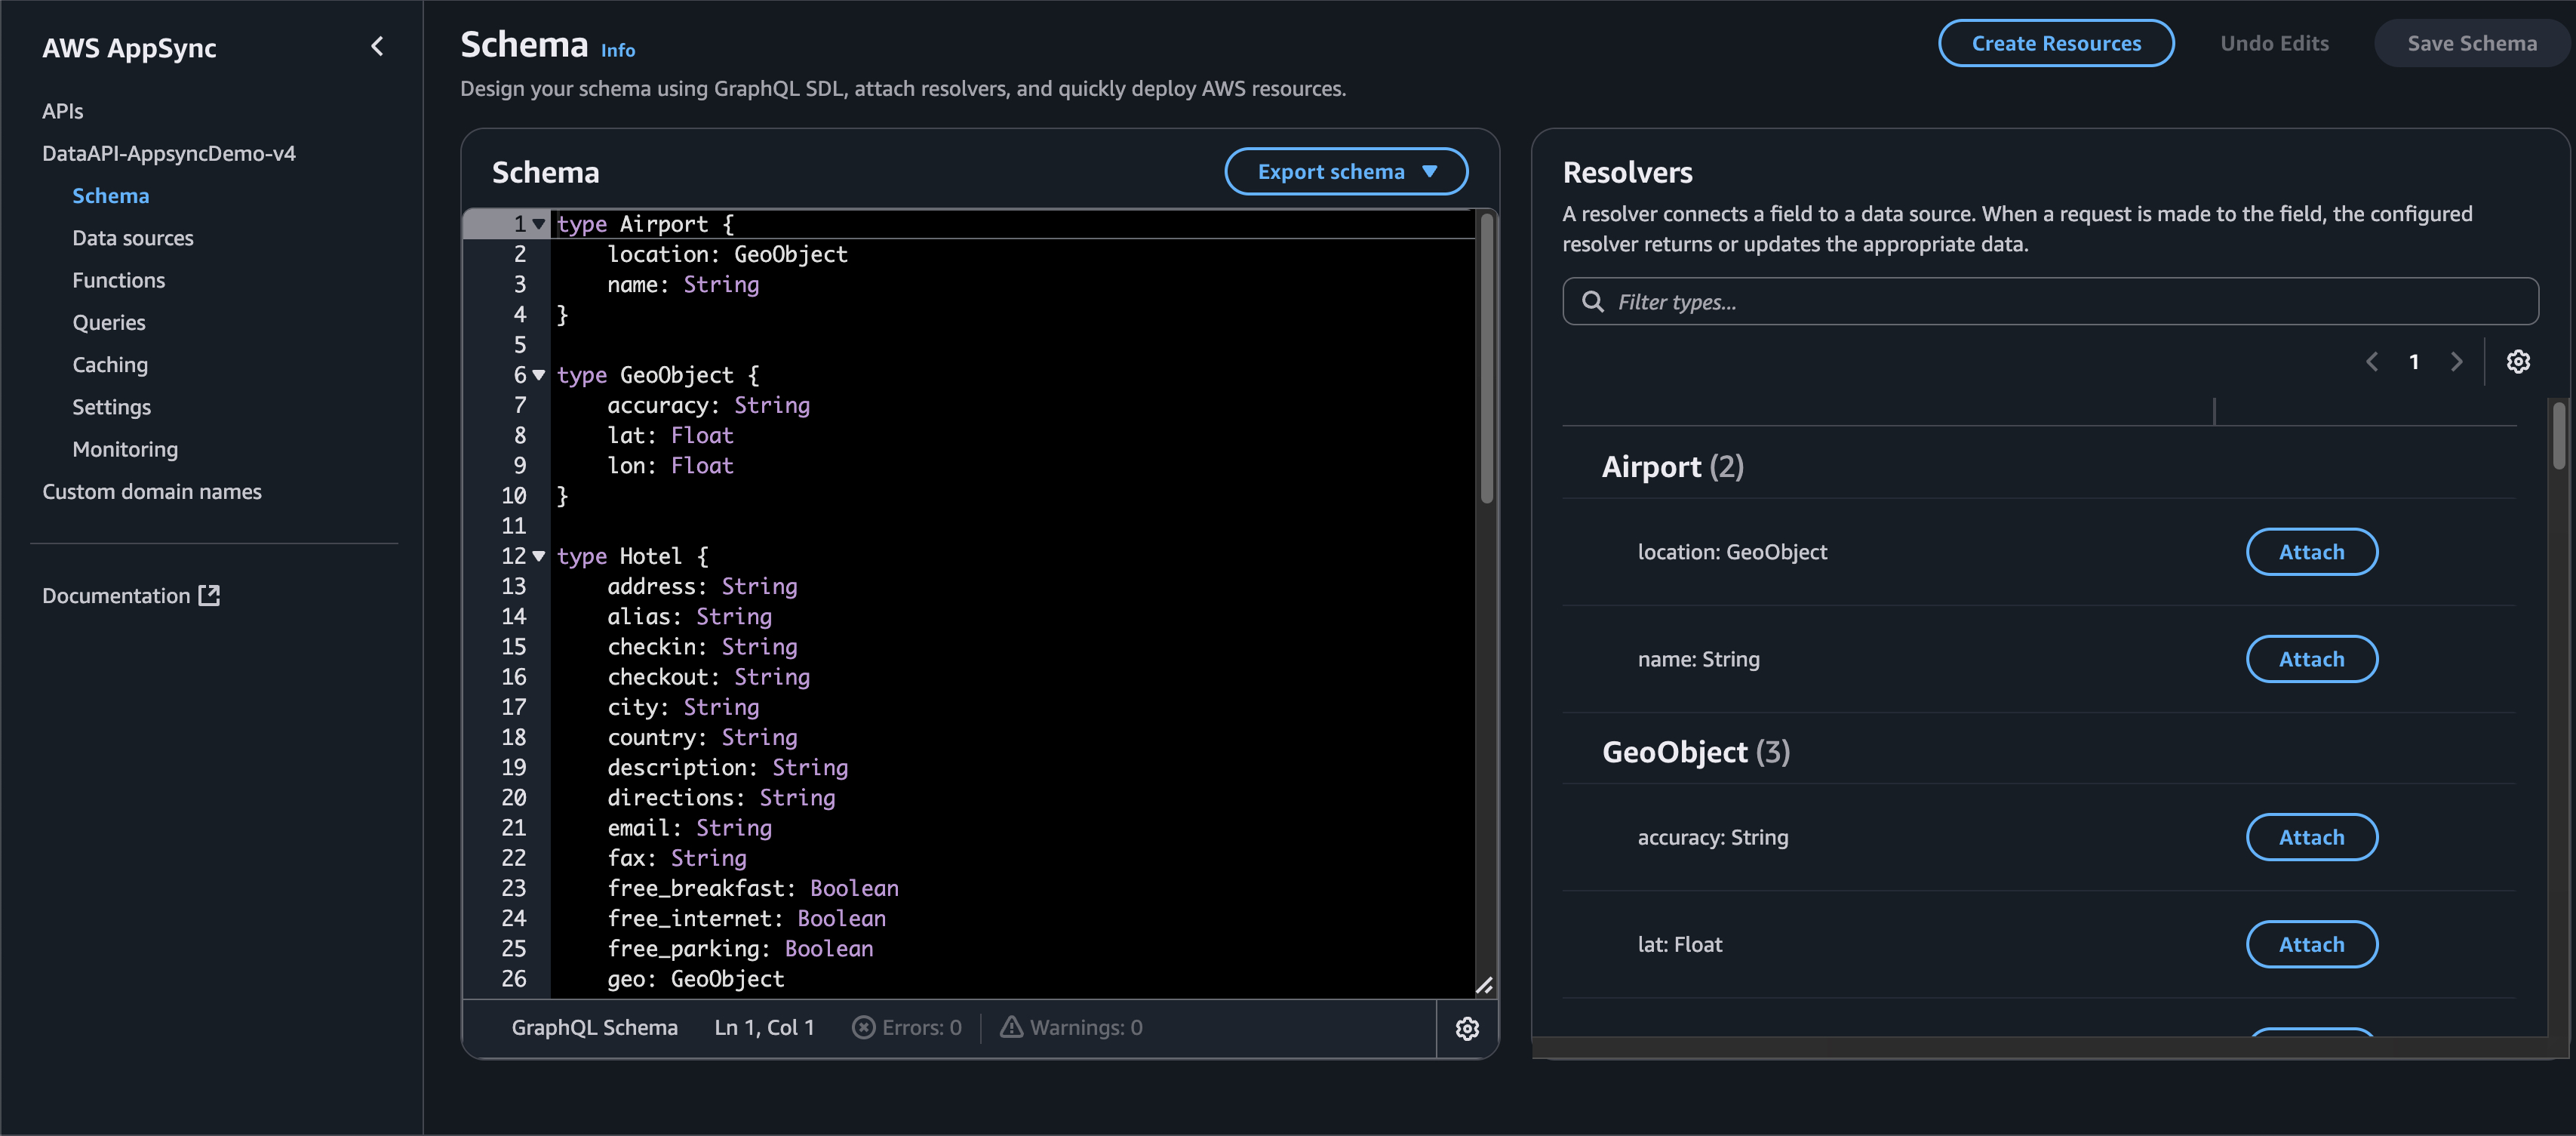 AWS AppSync
APIs
DataAPI-AppsyncDemo-v4
Schema
Data sources
Functions
Queries
Caching
Settings
Monitoring
Custom domain names
Documentation
Schema Info
Create Resources
Undo Edits
Save Schema
Design your schema using GraphQL SDL, attach resolvers, and quickly deploy AWS resources.
Schema
Export schema
1 type Airport {
2 location: GeoObject
3 name: String
4 }
5
6 type GeoObject {
7 accuracy: String
8 lat: Float
9 lon: Float
10 }
11
12 type Hotel {
13 address: String
14 alias: String
15 checkin: String
16 checkout: String
17 city: String
18 country: String
19 description: String
20 directions: String
21 email: String
22 fax: String
23 free_breakfast: Boolean
24 free_internet: Boolean
25 free_parking: Boolean
26 geo: GeoObject
GraphQL Schema Ln 1, Col 1 Errors: 0 Warnings: 0
Resolvers
A resolver connects a field to a data source. When a request is made to the field, the configured
resolver returns or updates the appropriate data.
Filter types...
1
Airport (2)
location: GeoObject Attach
name: String Attach
GeoObject (3)
accuracy: String Attach
lat: Float Attach